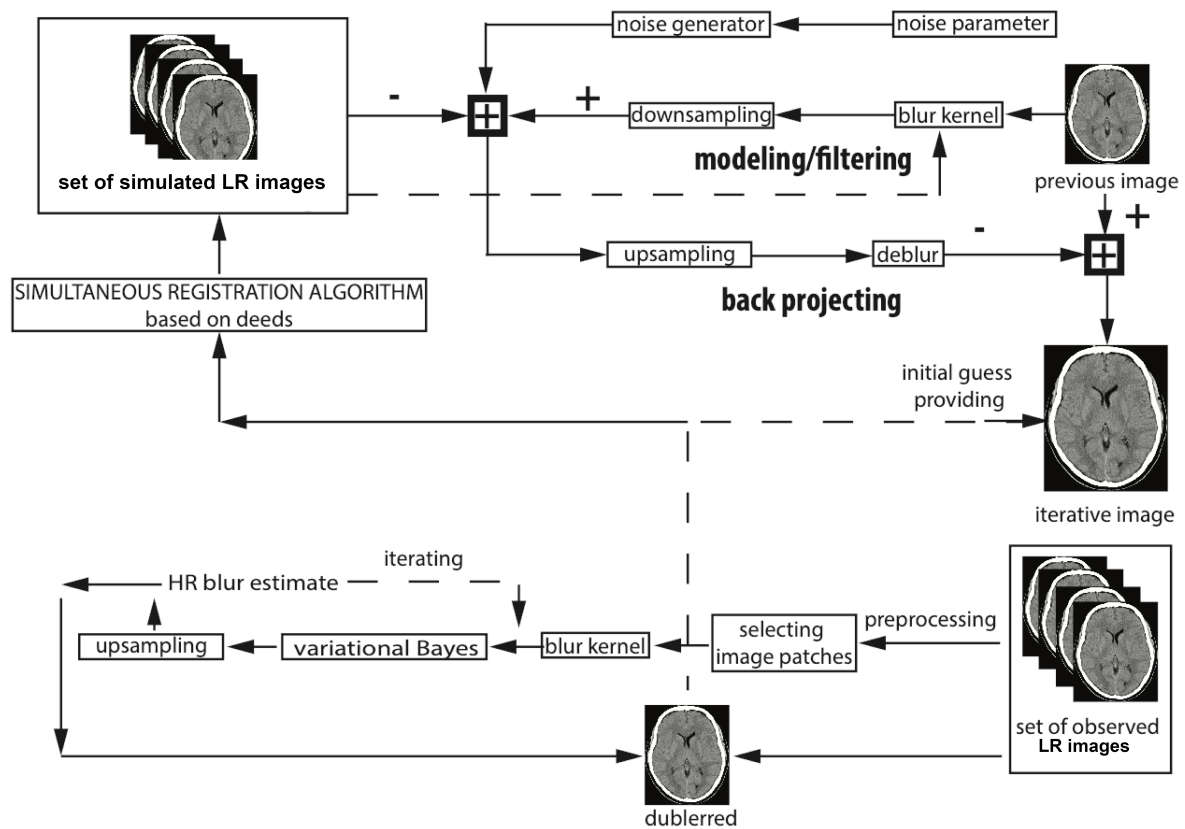 noise generator
noise parameter
-
+
+
downsampling
blur kernel
set of simulated LR images
modeling/filtering
previous image
+
-
+
upsampling
deblur
SIMULTANEOUS REGISTRATION ALGORITHM
based on deeds
back projecting
initial guess
providing
iterative image
iterating
HR blur estimate
preprocessing
selecting
image patches
upsampling
variational Bayes
blur kernel
set of observed
LR images
dublerred